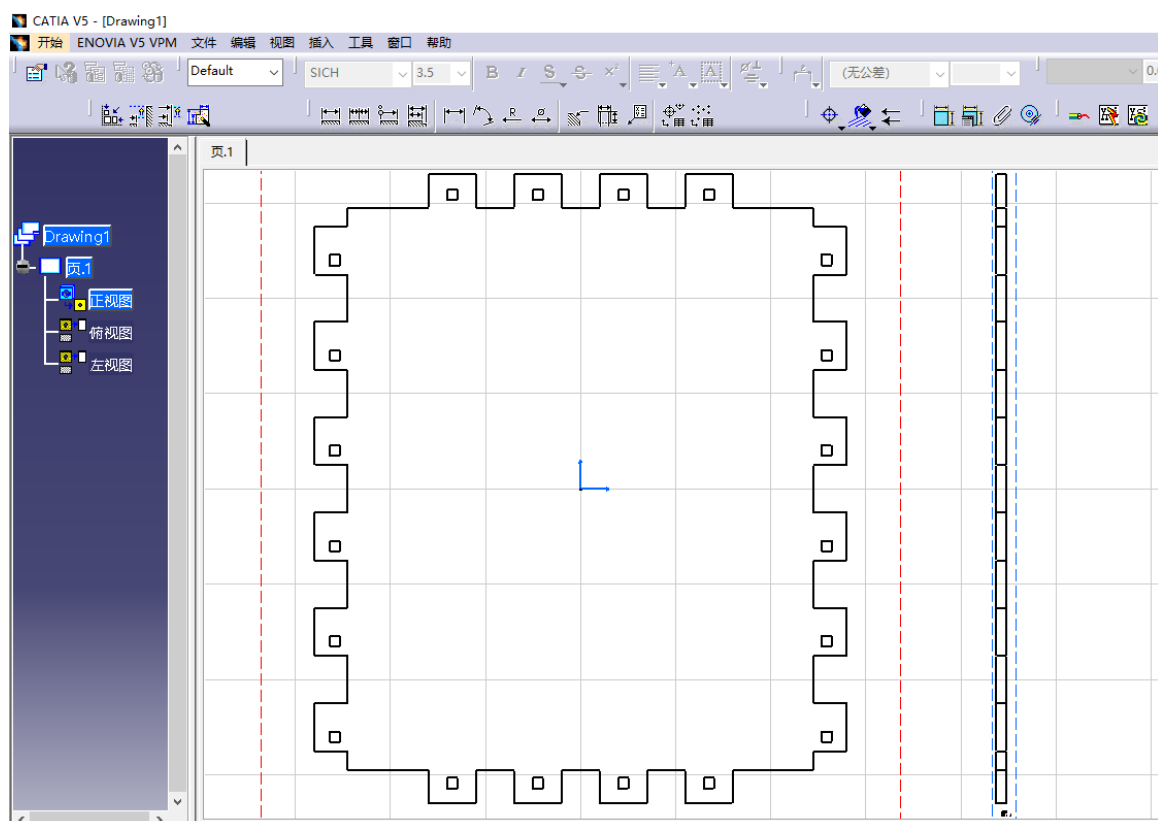 CATIA V5 - [Drawing1]
开始 ENOVIA V5 VPM 文件 编辑 视图 插入 工具 窗口 帮助
Default SICH 3.5 B I S S x² A A (无公差) 0.
页.1
Drawing1
页.1
正视图
俯视图
左视图